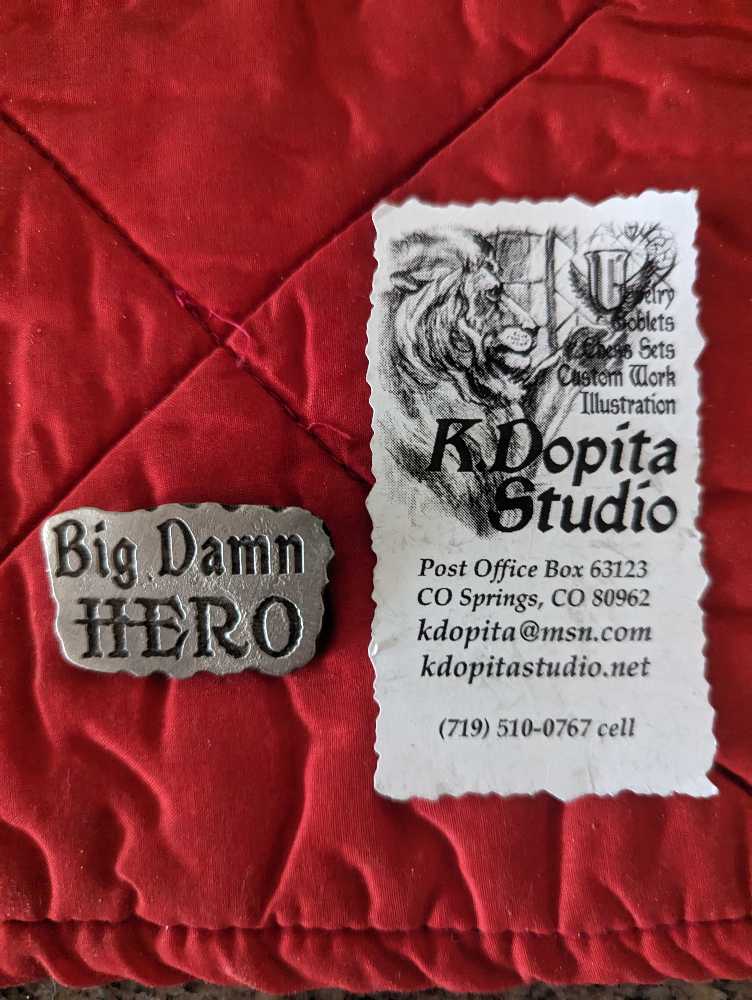 Big Damn
HERO
U
Jewelry
Goblets
Chess Sets
Custom Work
Illustration
K.Dopita
Studio
Post Office Box 63123
CO Springs, CO 80962
kdopita@msn.com
kdopitastudio.net
(719) 510-0767 cell